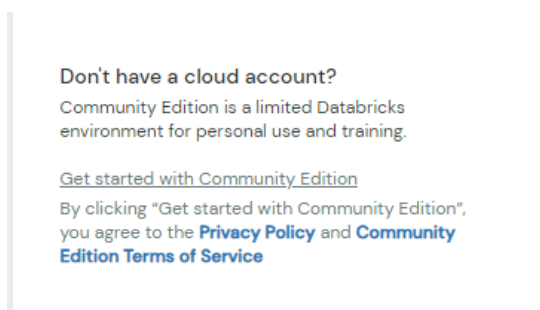 Don't have a cloud account?
Community Edition is a limited Databricks
environment for personal use and training.
Get started with Community Edition
By clicking “Get started with Community Edition”,
you agree to the Privacy Policy and Community
Edition Terms of Service